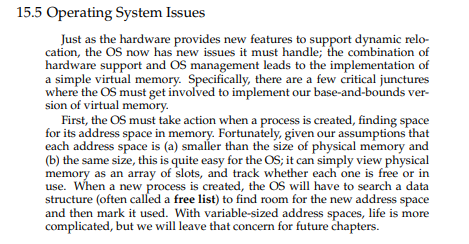 15.5 Operating System Issues
Just as the hardware provides new features to support dynamic relo-
cation, the OS now has new issues it must handle; the combination of
hardware support and OS management leads to the implementation of
a simple virtual memory. Specifically, there are a few critical junctures
where the OS must get involved to implement our base-and-bounds ver-
sion of virtual memory.
First, the OS must take action when a process is created, finding space
for its address space in memory. Fortunately, given our assumptions that
each address space is (a) smaller than the size of physical memory and
(b) the same size, this is quite easy for the OS; it can simply view physical
memory as an array of slots, and track whether each one is free or in
use. When a new process is created, the OS will have to search a data
structure (often called a free list) to find room for the new address space
and then mark it used. With variable-sized address spaces, life is more
complicated, but we will leave that concern for future chapters.